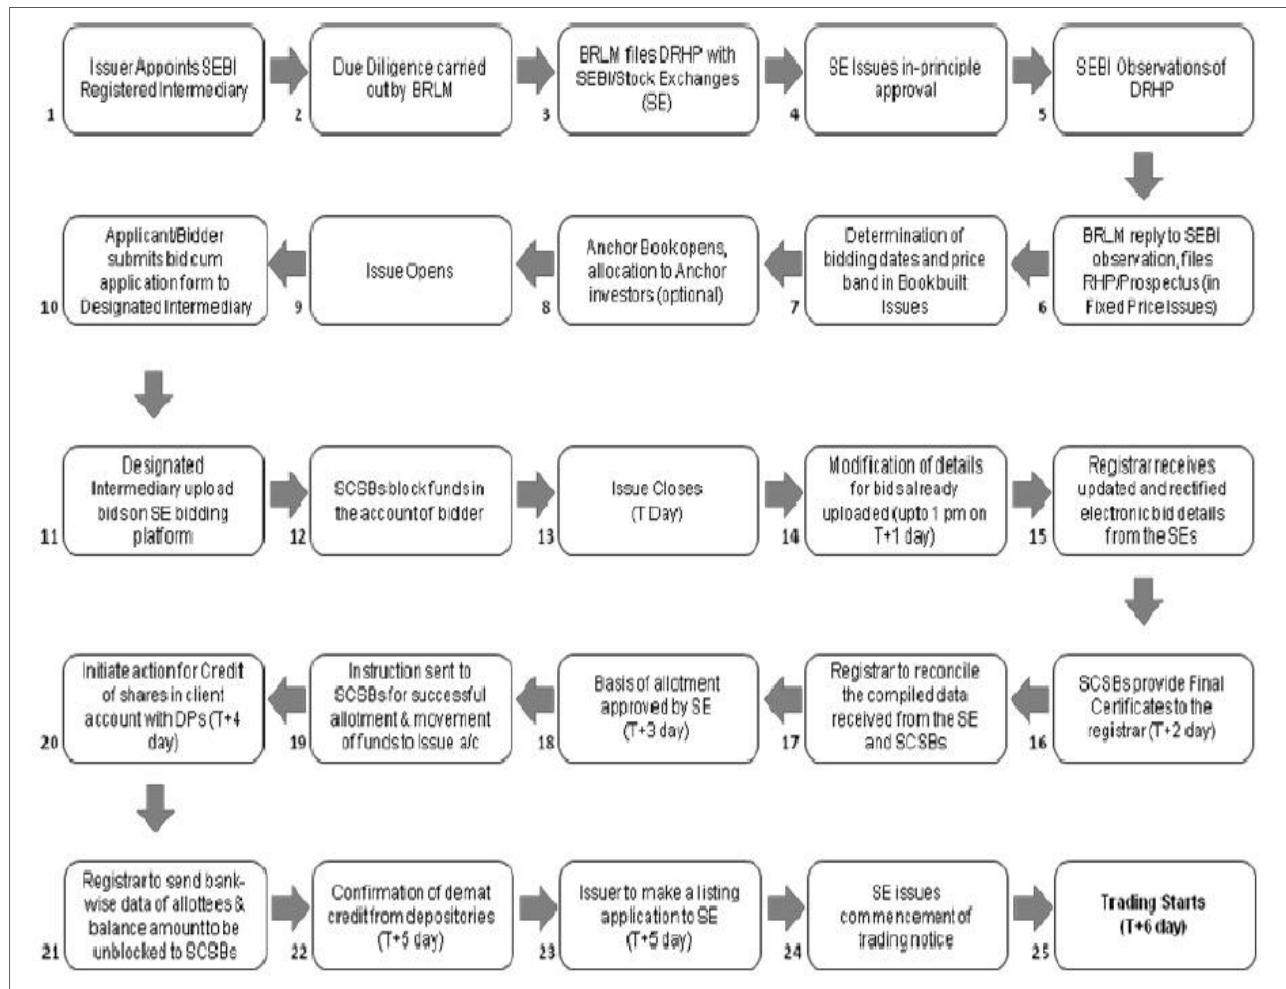 Issuer Appoints SEBI
Registered Intermediary
1
Due Diligence carried
out by BRLM
2
BRLM files DRHP with
SEBI/Stock Exchanges
(SE)
3
SE Issues in-principle
approval
4
SEBI Observations of
DRHP
5
BRLM reply to SEBI
observation, files
RHP/Prospectus (in
Fixed Price Issues)
6
Determination of
bidding dates and price
band in Book built
Issues
7
Anchor Book opens,
allocation to Anchor
investors (optional)
8
Issue Opens
9
Applicant/Bidder
submits bid cum
application form to
Designated Intermediary
10
Designated
Intermediary upload
bids on SE bidding
platform
11
SCSBs block funds in
the account of bidder
12
Issue Closes
(T Day)
13
Modification of details
for bids already
uploaded (upto 1 pm on
T+1 day)
14
Registrar receives
updated and rectified
electronic bid details
from the SEs
15
SCSBs provide Final
Certificates to the
registrar (T+2 day)
16
Registrar to reconcile
the compiled data
received from the SE
and SCSBs
17
Basis of allotment
approved by SE
(T+3 day)
18
Instruction sent to
SCSBs for successful
allotment & movement
of funds to Issue a/c
19
Initiate action for Credit
of shares in client
account with DPs (T+4
day)
20
Registrar to send bank-
wise data of allottees &
balance amount to be
unblocked to SCSBs
21
Confirmation of demat
credit from depositories
(T+5 day)
22
Issuer to make a listing
application to SE
(T+5 day)
23
SE issues
commencement of
trading notice
24
Trading Starts
(T+6 day)
25